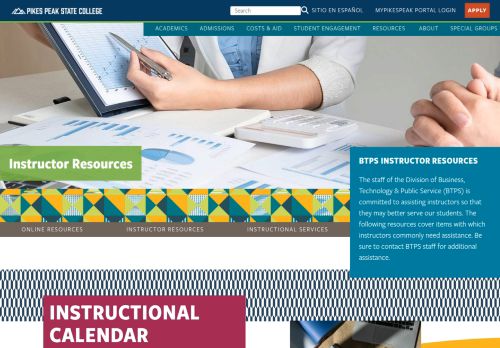 PIKES PEAK STATE COLLEGE
Search
SITIO EN ESPAÑOL
MYPIKESPEAK PORTAL LOGIN
APPLY
ACADEMICS ADMISSIONS COSTS & AID STUDENT ENGAGEMENT RESOURCES ABOUT SPECIAL GROUPS
Instructor Resources
BTPS INSTRUCTOR RESOURCES
The staff of the Division of Business,
Technology & Public Service (BTPS) is
committed to assisting instructors so that
they may better serve our students. The
following resources cover items with which
instructors commonly need assistance. Be
sure to contact BTPS staff for additional
assistance.
ONLINE RESOURCES INSTRUCTOR RESOURCES INSTRUCTIONAL SERVICES
INSTRUCTIONAL
CALENDAR